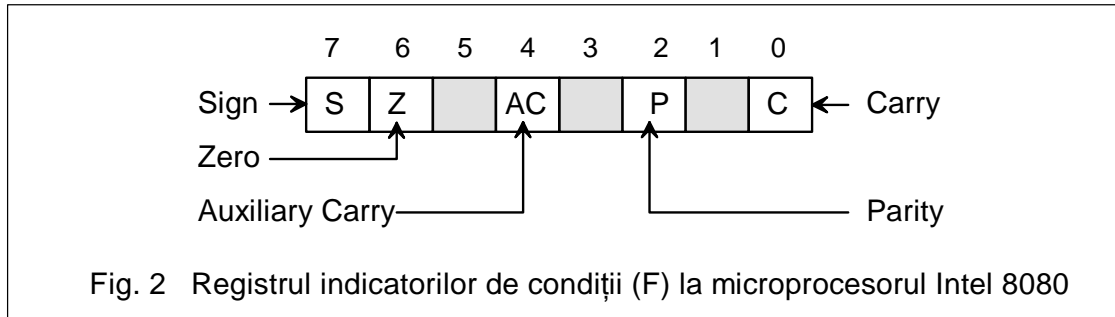 7 6 5 4 3 2 1 0
Sign S Z AC P C Carry
Zero
Auxiliary Carry Parity
Fig. 2 Registrul indicatorilor de condiții (F) la microprocesorul Intel 8080